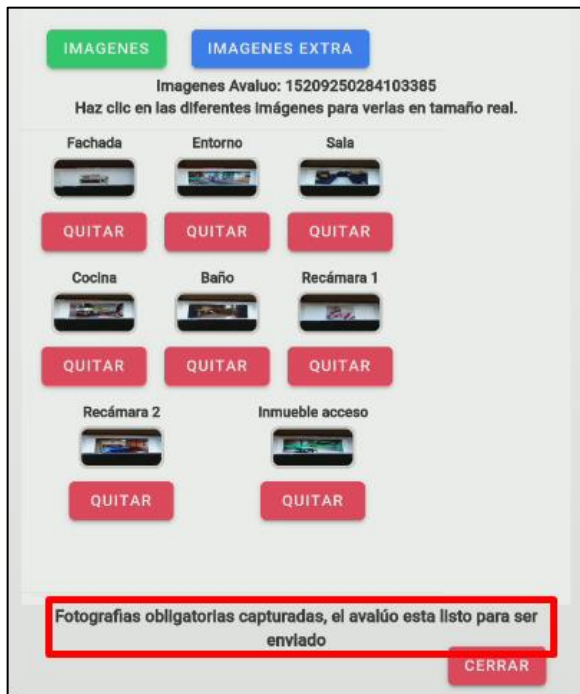 IMAGENES IMAGENES EXTRA
Imagenes Avaluo: 15209250284103385
Haz clic en las diferentes imágenes para verlas en tamaño real.
Fachada Entorno Sala
QUITAR QUITAR QUITAR
Cocina Baño Recámara 1
QUITAR QUITAR QUITAR
Recámara 2 Inmueble acceso
QUITAR QUITAR
Fotografias obligatorias capturadas, el avalúo esta listo para ser
enviado
CERRAR